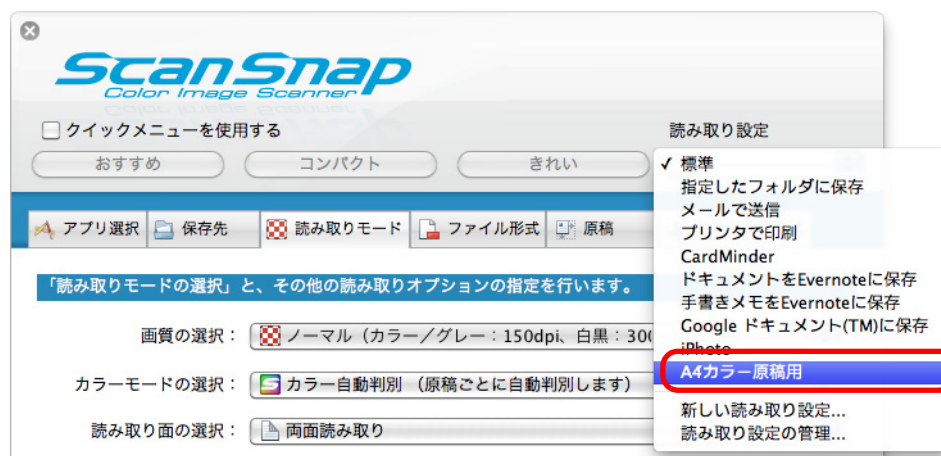 ScanSnap
Color Image Scanner
クイックメニューを使用する
読み取り設定
おすすめ
コンパクト
きれい
✓ 標準
指定したフォルダに保存
メールで送信
プリンタで印刷
CardMinder
ドキュメントをEvernoteに保存
手書きメモをEvernoteに保存
Google ドキュメント(TM)に保存
iPhoto
A4カラー原稿用
新しい読み取り設定...
読み取り設定の管理...
アプリ選択
保存先
読み取りモード
ファイル形式
原稿
「読み取りモードの選択」と、その他の読み取りオプションの指定を行います。
画質の選択：
ノーマル（カラー／グレー：150dpi、白黒：300
カラーモードの選択：
カラー自動判別 （原稿ごとに自動判別します）
読み取り面の選択：
両面読み取り